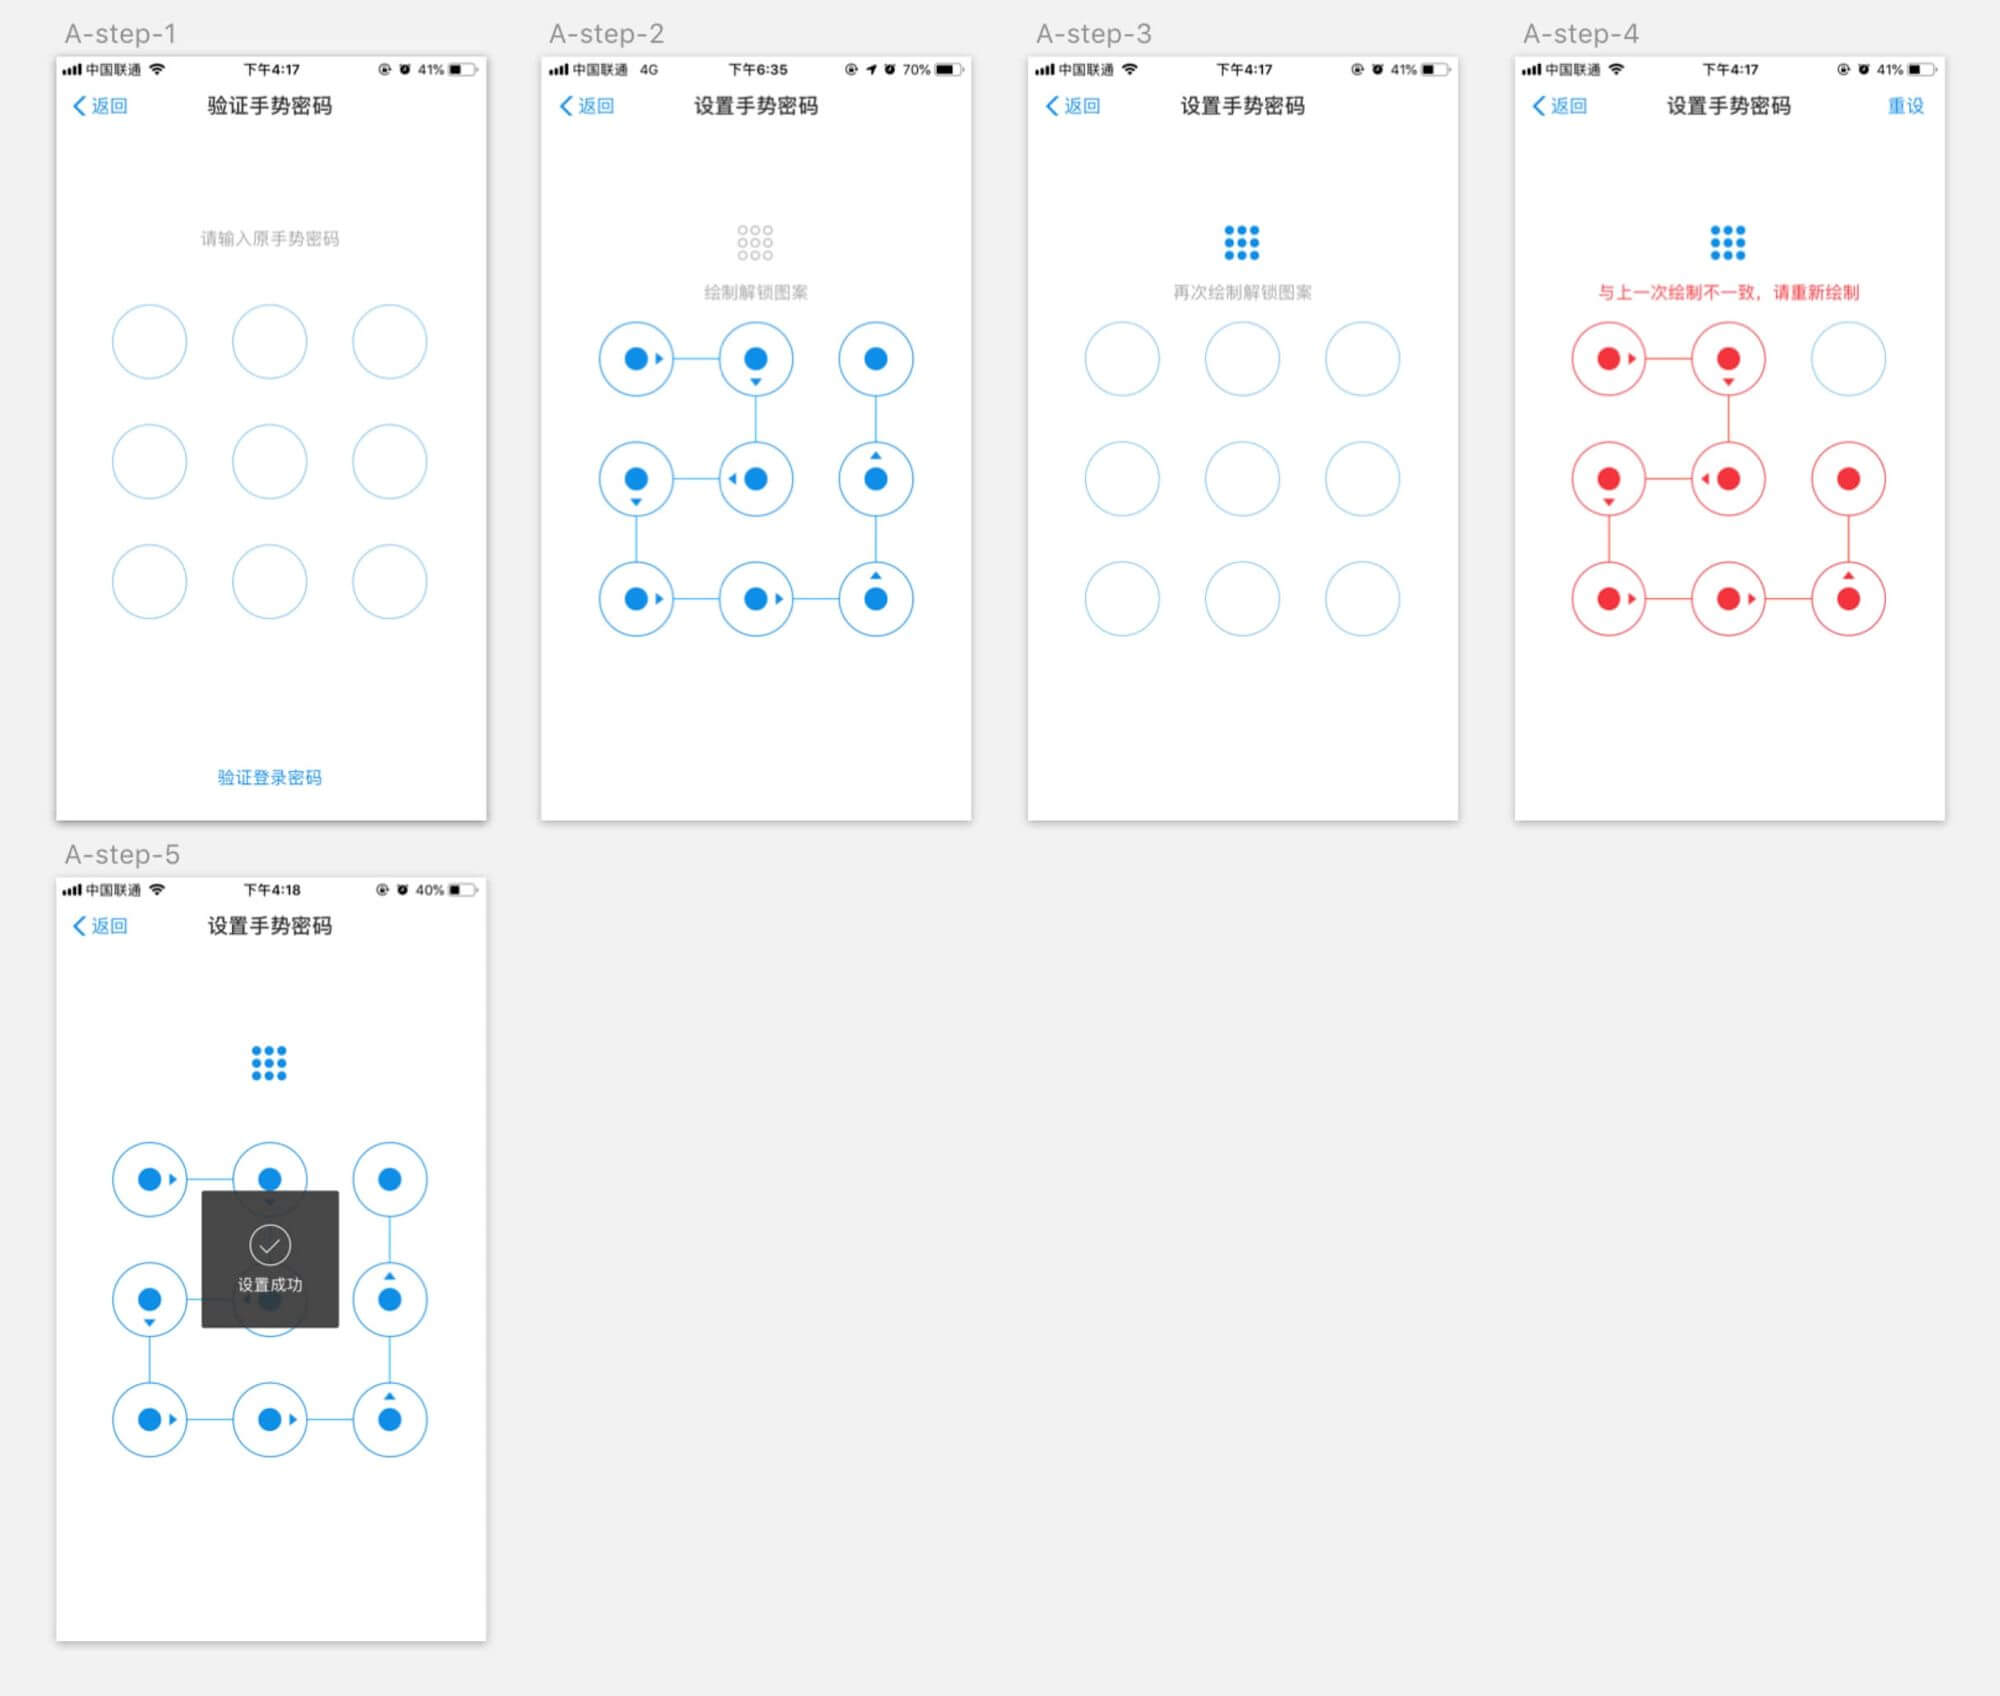 A-step-1
中国联通 下午4:17 41%
返回 验证手势密码
请输入原手势密码
验证登录密码
A-step-2
中国联通 4G 下午6:35 70%
返回 设置手势密码
绘制解锁图案
A-step-3
中国联通 下午4:17 41%
返回 设置手势密码
再次绘制解锁图案
A-step-4
中国联通 下午4:17 41%
返回 设置手势密码 重设
与上一次绘制不一致，请重新绘制
A-step-5
中国联通 下午4:18 40%
返回 设置手势密码
设置成功